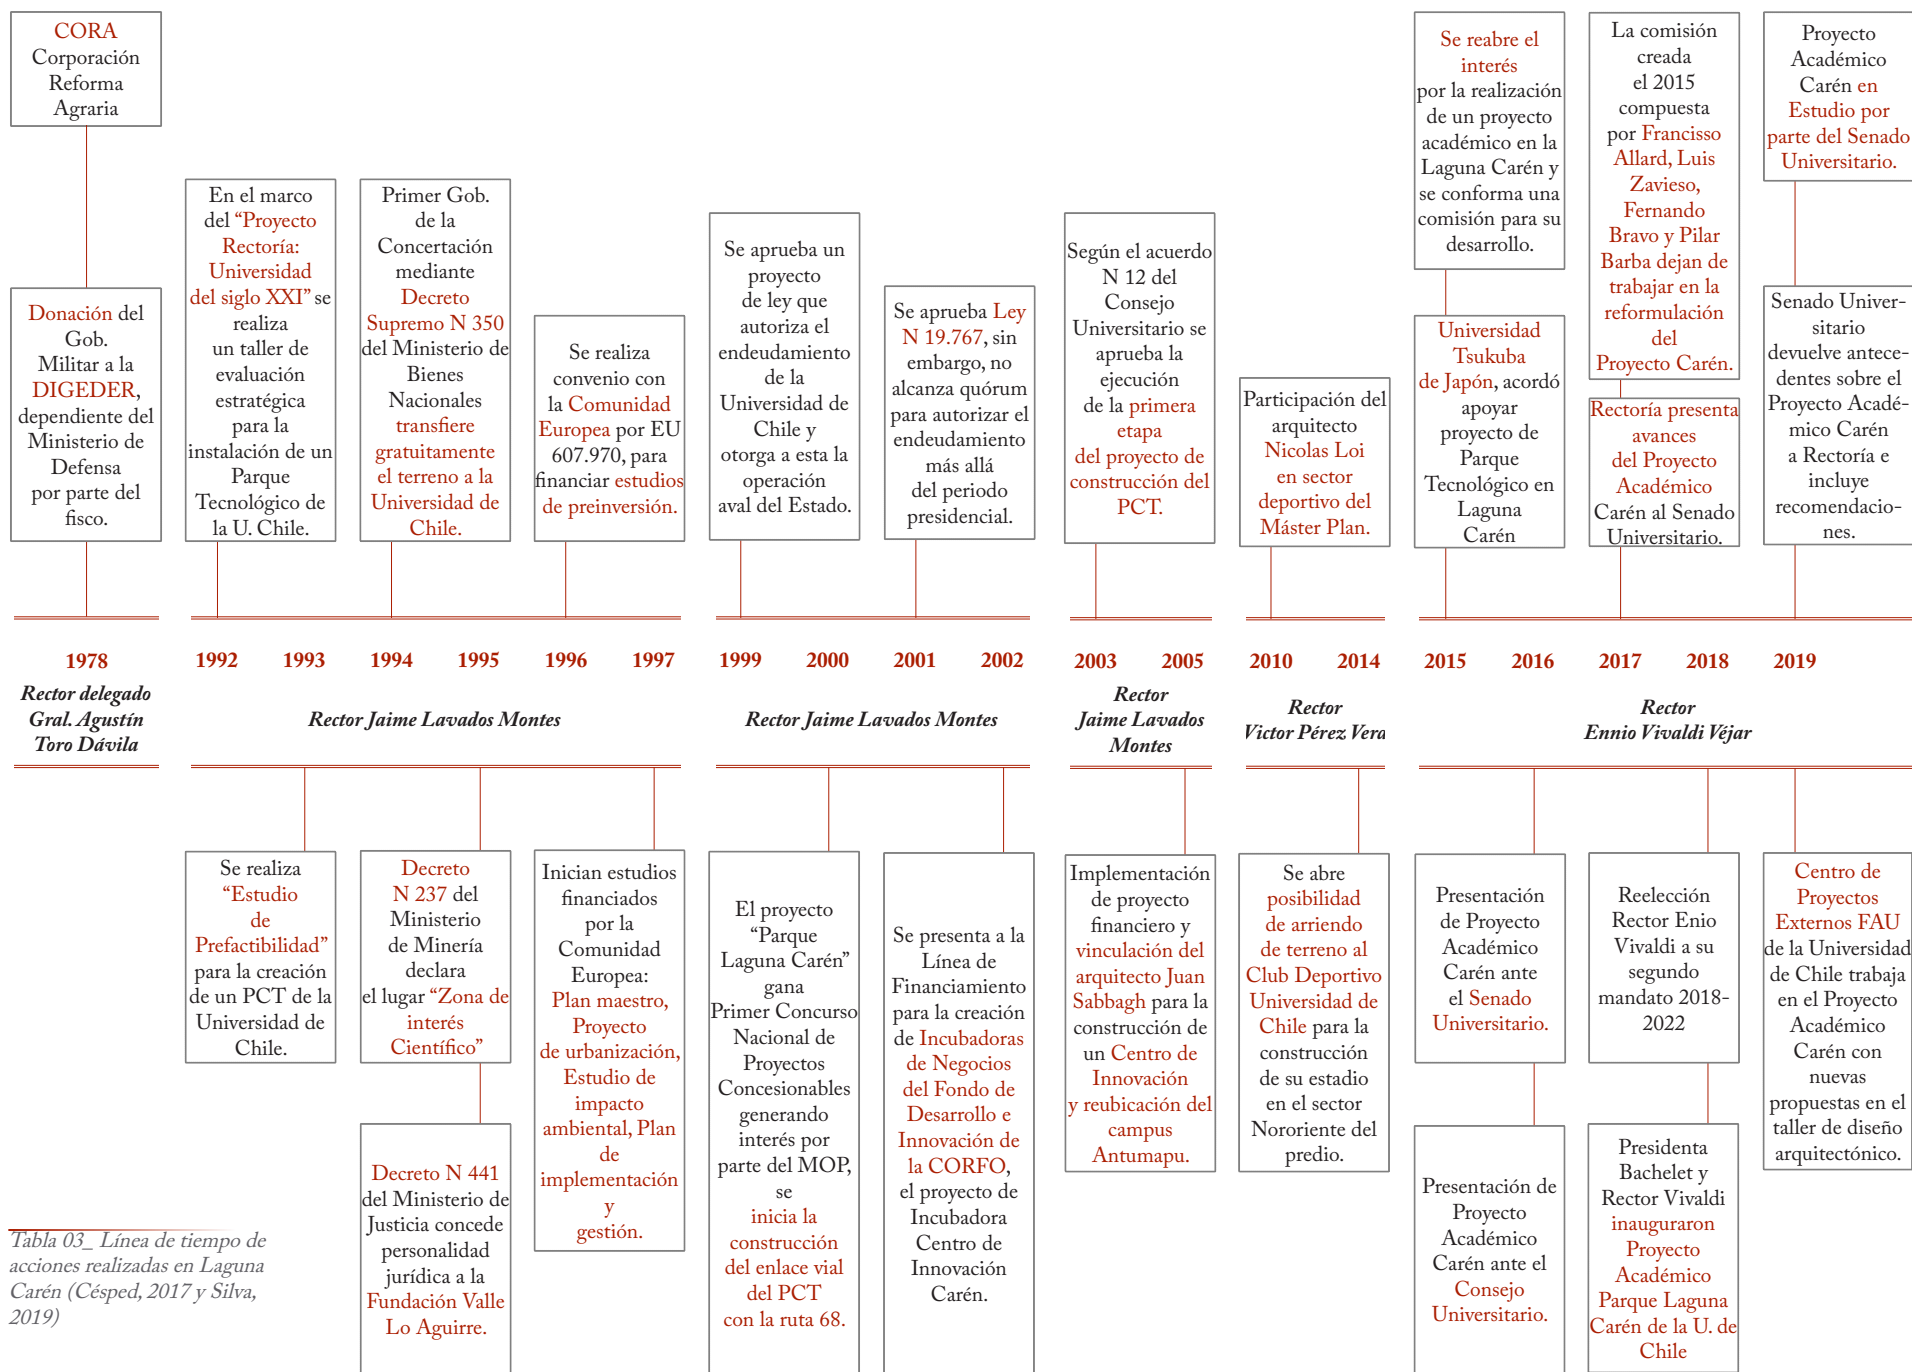 CORA
Corporación
Reforma
Agraria
Donación del
Gob.
Militar a la
DIGEDER,
dependiente del
Ministerio de
Defensa
por parte del
fisco.
En el marco
del “Proyecto
Rectoría:
Universidad
del siglo XXI” se
realiza
un taller de
evaluación
estratégica
para la
instalación de un
Parque
Tecnológico de
la U. Chile.
Primer Gob.
de la
Concertación
mediante
Decreto
Supremo N 350
del Ministerio de
Bienes
Nacionales
transfiere
gratuitamente
el terreno a la
Universidad de
Chile.
Se realiza
convenio con
la Comunidad
Europea por EU
607.970, para
financiar estudios
de preinversión.
Se aprueba un
proyecto
de ley que
autoriza el
endeudamiento
de la
Universidad de
Chile y
otorga a esta la
operación
aval del Estado.
Se aprueba Ley
N 19.767, sin
embargo, no
alcanza quórum
para autorizar el
endeudamiento
más allá
del periodo
presidencial.
Según el acuerdo
N 12 del
Consejo
Universitario se
aprueba la
ejecución
de la primera
etapa
del proyecto de
construcción del
PCT.
Participación del
arquitecto
Nicolas Loi
en sector
deportivo del
Máster Plan.
Se reabre el
interés
por la realización
de un proyecto
académico en la
Laguna Carén y
se conforma una
comisión para su
desarrollo.
Universidad
Tsukuba
de Japón, acordó
apoyar
proyecto de
Parque
Tecnológico en
Laguna
Carén
La comisión
creada
el 2015
compuesta
por Francisso
Allard, Luis
Zavieso,
Fernando
Bravo y Pilar
Barba dejan de
trabajar en la
reformulación
del
Proyecto Carén.
Rectoría presenta
avances
del Proyecto
Académico
Carén al Senado
Universitario.
Proyecto
Académico
Carén en
Estudio por
parte del Senado
Universitario.
Senado Univer-
sitario
devuelve antece-
dentes sobre el
Proyecto Acadé-
mico Carén
a Rectoría e
incluye
recomendacio-
nes.
1978
1992 1993 1994 1995 1996 1997
1999 2000 2001 2002
2003 2005
2010 2014
2015 2016 2017 2018 2019
Rector delegado
Gral. Agustín
Toro Dávila
Rector Jaime Lavados Montes
Rector Jaime Lavados Montes
Rector
Jaime Lavados
Montes
Rector
Victor Pérez Vera
Rector
Ennio Vivaldi Véjar
Se realiza
“Estudio
de
Prefactibilidad”
para la creación
de un PCT de la
Universidad de
Chile.
Decreto
N 237 del
Ministerio
de Minería
declara
el lugar “Zona de
interés
Científico”
Decreto N 441
del Ministerio de
Justicia concede
personalidad
jurídica a la
Fundación Valle
Lo Aguirre.
Inician estudios
financiados
por la
Comunidad
Europea:
Plan maestro,
Proyecto
de urbanización,
Estudio de
impacto
ambiental, Plan
de
implementación
y
gestión.
El proyecto
“Parque
Laguna Carén”
gana
Primer Concurso
Nacional de
Proyectos
Concesionables
generando
interés por
parte del MOP,
se
inicia la
construcción
del enlace vial
del PCT
con la ruta 68.
Se presenta a la
Línea de
Financiamiento
para la creación
de Incubadoras
de Negocios
del Fondo de
Desarrollo e
Innovación de
la CORFO,
el proyecto de
Incubadora
Centro de
Innovación
Carén.
Implementación
de proyecto
financiero y
vinculación del
arquitecto Juan
Sabbagh para la
construcción de
un Centro de
Innovación
y reubicación del
campus
Antumapu.
Se abre
posibilidad
de arriendo
de terreno al
Club Deportivo
Universidad de
Chile para la
construcción
de su estadio
en el sector
Nororiente del
predio.
Presentación
de Proyecto
Académico
Carén ante
el Senado
Universitario.
Presentación de
Proyecto
Académico
Carén ante el
Consejo
Universitario.
Reelección
Rector Enio
Vivaldi a su
segundo
mandato 2018-
2022
Presidenta
Bachelet y
Rector Vivaldi
inauguraron
Proyecto
Académico
Parque Laguna
Carén de la U. de
Chile
Centro de
Proyectos
Externos FAU
de la Universidad
de Chile trabaja
en el Proyecto
Académico
Carén con
nuevas
propuestas en el
taller de diseño
arquitectónico.
Tabla 03_ Línea de tiempo de
acciones realizadas en Laguna
Carén (Césped, 2017 y Silva,
2019)